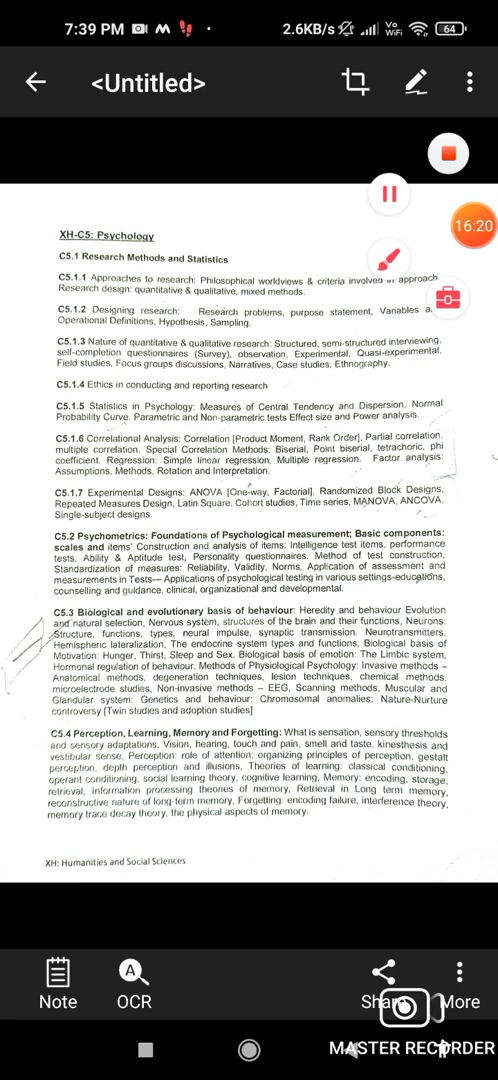 7:39 PM
2.6KB/s
Vo
WiFi
64
<Untitled>
16:20
XH-C5: Psychology
C5.1 Research Methods and Statistics
C5.1.1 Approaches to research: Philosophical worldviews & criteria involved in approach
Research design: quantitative & qualitative, mixed methods.
C5.1.2 Designing research: Research problems, purpose statement, Variables a
Operational Definitions, Hypothesis, Sampling.
C5.1.3 Nature of quantitative & qualitative research: Structured, semi-structured interviewing,
self-completion questionnaires (Survey), observation, Experimental, Quasi-experimental,
Field studies, Focus groups discussions, Narratives, Case studies, Ethnography.
C5.1.4 Ethics in conducting and reporting research
C5.1.5 Statistics in Psychology: Measures of Central Tendency and Dispersion. Normal
Probability Curve. Parametric and Non-parametric tests Effect size and Power analysis.
C5.1.6 Correlational Analysis: Correlation [Product Moment, Rank Order], Partial correlation,
multiple correlation. Special Correlation Methods: Biserial, Point biserial, tetrachoric, phi
coefficient. Regression: Simple linear regression, Multiple regression. Factor analysis:
Assumptions, Methods, Rotation and Interpretation.
C5.1.7 Experimental Designs: ANOVA [One-way, Factorial], Randomized Block Designs,
Repeated Measures Design, Latin Square, Cohort studies, Time series, MANOVA, ANCOVA.
Single-subject designs.
C5.2 Psychometrics: Foundations of Psychological measurement; Basic components:
scales and items' Construction and analysis of items: Intelligence test items, performance
tests, Ability & Aptitude test, Personality questionnaires. Method of test construction,
Standardization of measures: Reliability, Validity, Norms, Application of assessment and
measurements in Tests— Applications of psychological testing in various settings-educations,
counselling and guidance, clinical, organizational and developmental.
C5.3 Biological and evolutionary basis of behaviour: Heredity and behaviour Evolution
and natural selection, Nervous system, structures of the brain and their functions, Neurons:
Structure, functions, types, neural impulse, synaptic transmission. Neurotransmitters.
Hemispheric lateralization, The endocrine system types and functions, Biological basis of
Motivation: Hunger, Thirst, Sleep and Sex. Biological basis of emotion: The Limbic system,
Hormonal regulation of behaviour. Methods of Physiological Psychology: Invasive methods –
Anatomical methods, degeneration techniques, lesion techniques, chemical methods,
microelectrode studies, Non-invasive methods – EEG, Scanning methods, Muscular and
Glandular system: Genetics and behaviour: Chromosomal anomalies; Nature-Nurture
controversy [Twin studies and adoption studies]
C5.4 Perception, Learning, Memory and Forgetting: What is sensation, sensory thresholds
and sensory adaptations, Vision, hearing, touch and pain, smell and taste, kinesthesis and
vestibular sense, Perception: role of attention; organizing principles of perception, gestalt
perception, depth perception and illusions, Theories of learning: classical conditioning,
operant conditioning, social learning theory, cognitive learning, Memory: encoding, storage,
retrieval, Information processing theories of memory, Retrieval in Long term memory,
reconstructive nature of long-term memory, Forgetting: encoding failure, interference theory,
memory trace decay theory, the physical aspects of memory.
XH: Humanities and Social Sciences
A
Note
OCR
Share
More
MASTER RECORDER